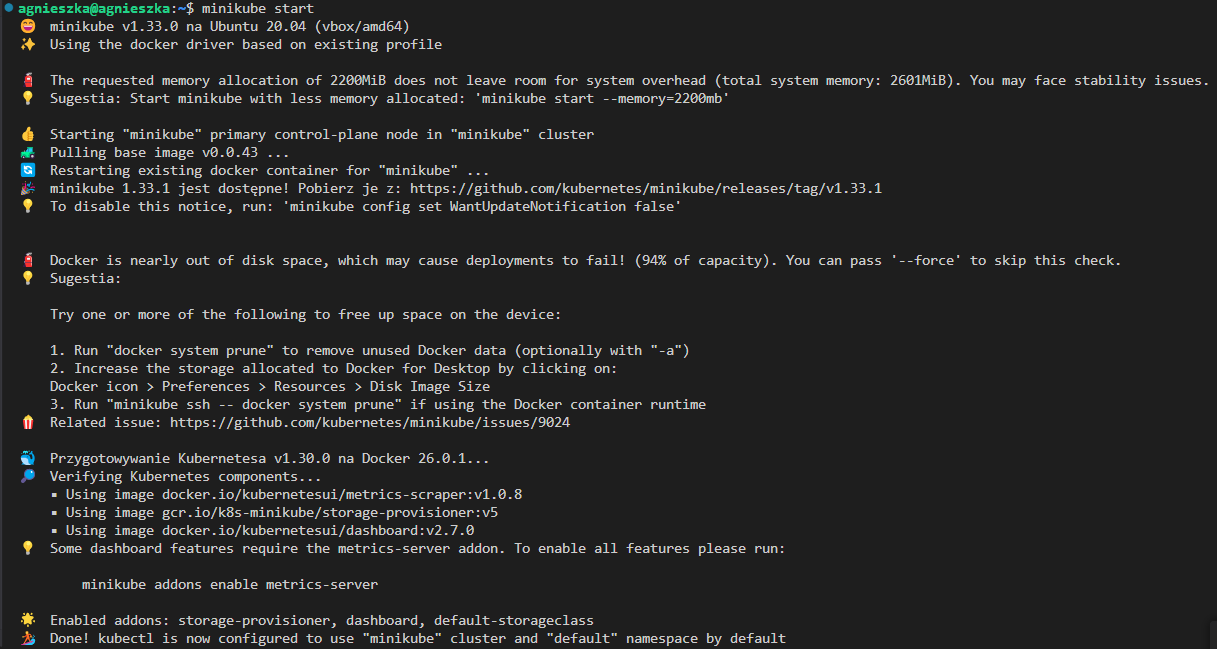 agnieszka@agnieszka:~$ minikube start
😄 minikube v1.33.0 na Ubuntu 20.04 (vbox/amd64)
✨ Using the docker driver based on existing profile
🧯 The requested memory allocation of 2200MiB does not leave room for system overhead (total system memory: 2601MiB). You may face stability issues.
💡 Sugestia: Start minikube with less memory allocated: 'minikube start --memory=2200mb'
👍 Starting "minikube" primary control-plane node in "minikube" cluster
🚜 Pulling base image v0.0.43 ...
🔄 Restarting existing docker container for "minikube" ...
🎉 minikube 1.33.1 jest dostępne! Pobierz je z: https://github.com/kubernetes/minikube/releases/tag/v1.33.1
💡 To disable this notice, run: 'minikube config set WantUpdateNotification false'
🧯 Docker is nearly out of disk space, which may cause deployments to fail! (94% of capacity). You can pass '--force' to skip this check.
💡 Sugestia:
Try one or more of the following to free up space on the device:
1. Run "docker system prune" to remove unused Docker data (optionally with "-a")
2. Increase the storage allocated to Docker for Desktop by clicking on:
Docker icon > Preferences > Resources > Disk Image Size
3. Run "minikube ssh -- docker system prune" if using the Docker container runtime
🍿 Related issue: https://github.com/kubernetes/minikube/issues/9024
🐳 Przygotowywanie Kubernetesa v1.30.0 na Docker 26.0.1...
🔎 Verifying Kubernetes components...
▪ Using image docker.io/kubernetesui/metrics-scraper:v1.0.8
▪ Using image gcr.io/k8s-minikube/storage-provisioner:v5
▪ Using image docker.io/kubernetesui/dashboard:v2.7.0
💡 Some dashboard features require the metrics-server addon. To enable all features please run:
minikube addons enable metrics-server
🌟 Enabled addons: storage-provisioner, dashboard, default-storageclass
🏄 Done! kubectl is now configured to use "minikube" cluster and "default" namespace by default